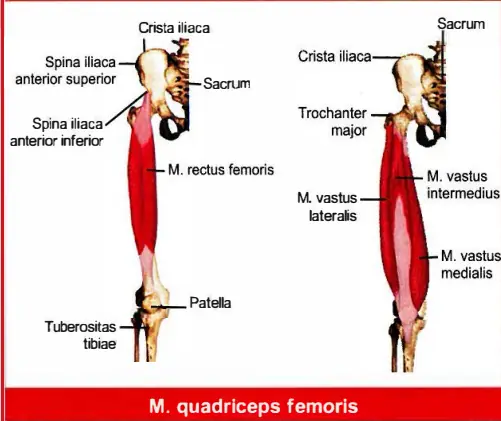 Crista iliaca
Spina iliaca
anterior superior
Sacrum
Spina iliaca
anterior inferior
M. rectus femoris
Patella
Tuberositas
tibiae
Sacrum
Crista iliaca
Trochanter
major
M. vastus
intermedius
M. vastus
lateralis
M. vastus
medialis
M. quadriceps femoris